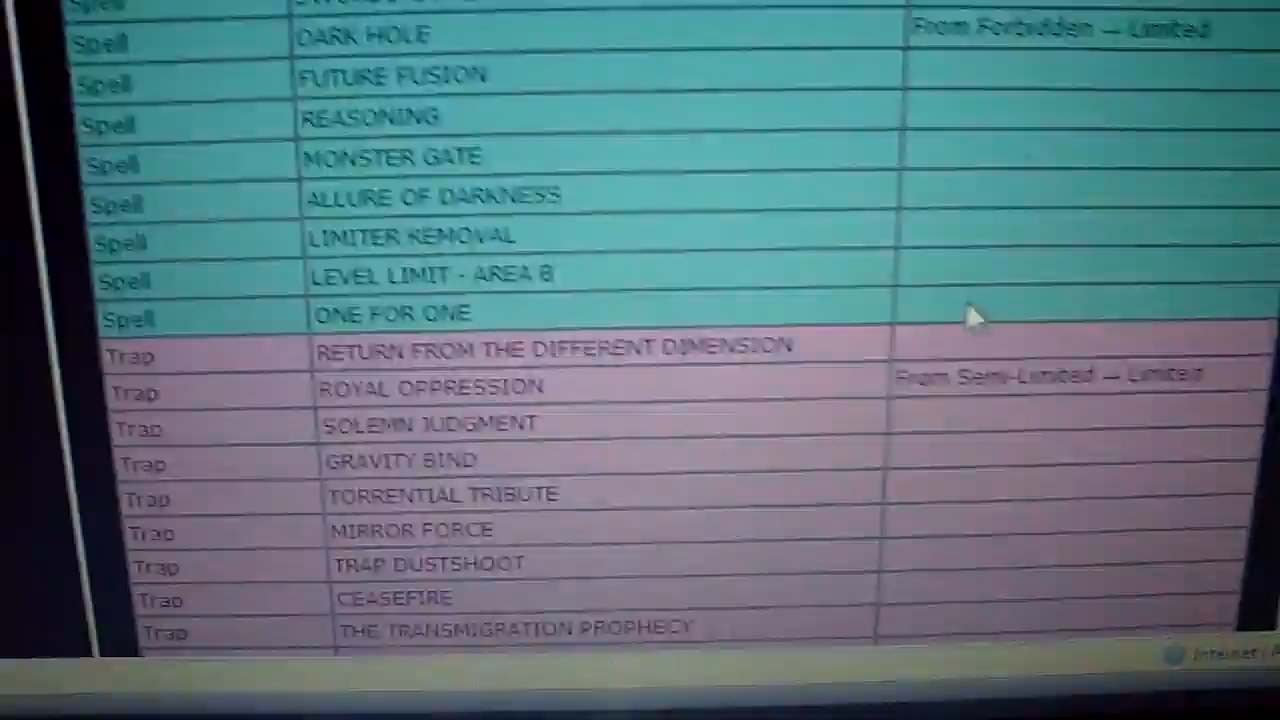 Spell
Spell DARK HOLE From Forbidden — Limited
Spell FUTURE FUSION
Spell REASONING
Spell MONSTER GATE
Spell ALLURE OF DARKNESS
Spell LIMITER REMOVAL
Spell LEVEL LIMIT - AREA B
Spell ONE FOR ONE
Trap RETURN FROM THE DIFFERENT DIMENSION
Trap ROYAL OPPRESSION From Semi-Limited — Limited
Trap SOLEMN JUDGMENT
Trap GRAVITY BIND
Trap TORRENTIAL TRIBUTE
Trap MIRROR FORCE
Trap TRAP DUSTSHOOT
Trap CEASEFIRE
Trap THE TRANSMIGRATION PROPHECY
Internet